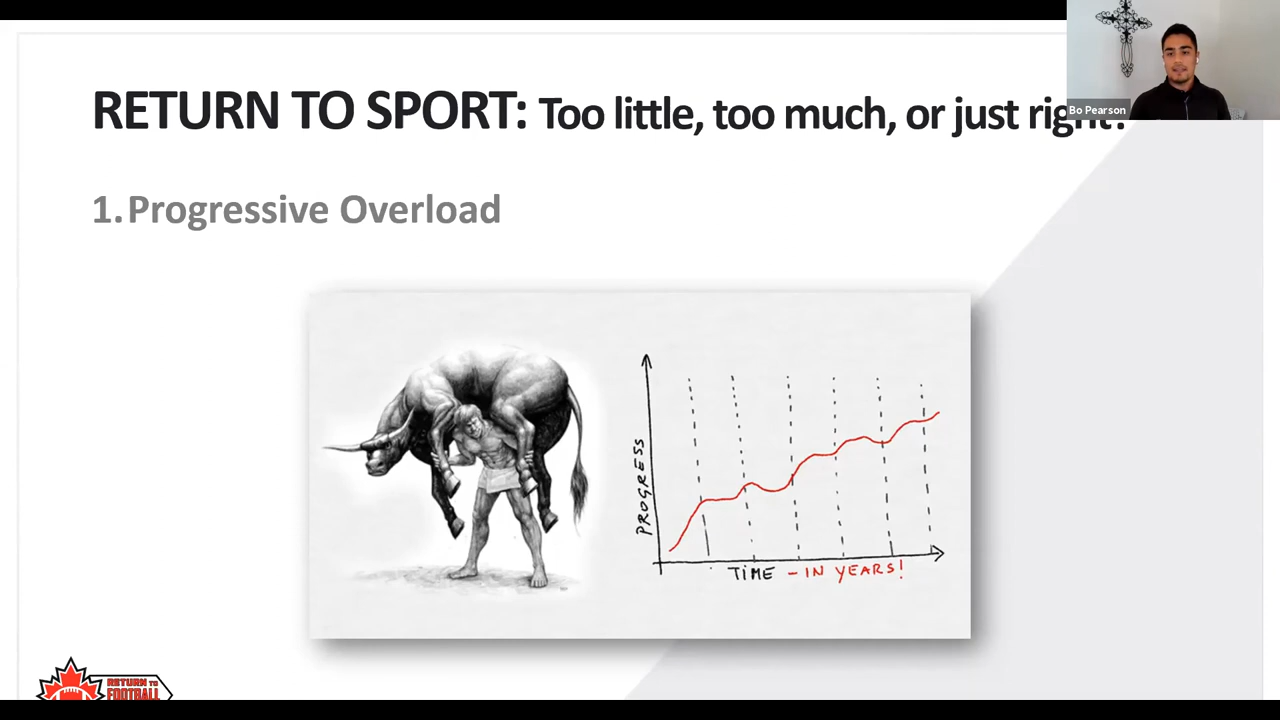 RETURN TO SPORT: Too little, too much, or just right?
Bo Pearson
1. Progressive Overload
PROGRESS
TIME - IN YEARS!
RETURN TO
FOOTBALL